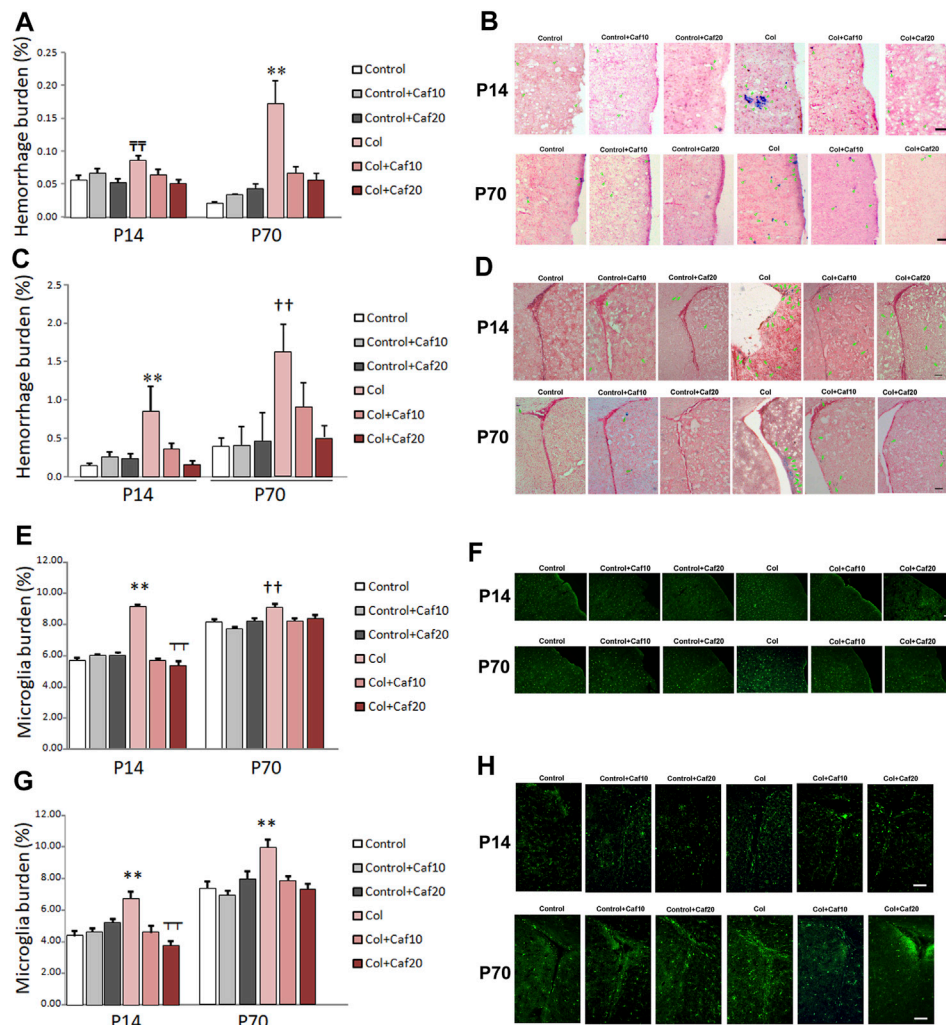 A
Hemorrhage burden (%)
0.25
0.20
0.15
0.10
0.05
0.00
╤╤
**
P14
P70
Control
Control+Caf10
Control+Caf20
Col
Col+Caf10
Col+Caf20
B
Control
Control+Caf10
Control+Caf20
Col
Col+Caf10
Col+Caf20
P14
P70
Control
Control+Caf10
Control+Caf20
Col
Col+Caf10
Col+Caf20
C
Hemorrhage burden (%)
2.5
2.0
1.5
1.0
0.5
0.0
**
††
P14
P70
Control
Control+Caf10
Control+Caf20
Col
Col+Caf10
Col+Caf20
D
Control
Control+Caf10
Control+Caf20
Col
Col+Caf10
Col+Caf20
P14
P70
Control
Control+Caf10
Control+Caf20
Col
Col+Caf10
Col+Caf20
E
Microglia burden (%)
12.00
10.00
8.00
6.00
4.00
2.00
0.00
**
┬┬
††
P14
P70
Control
Control+Caf10
Control+Caf20
Col
Col+Caf10
Col+Caf20
F
Control
Control+Caf10
Control+Caf20
Col
Col+Caf10
Col+Caf20
P14
P70
Control
Control+Caf10
Control+Caf20
Col
Col+Caf10
Col+Caf20
G
Microglia burden (%)
12.00
10.00
8.00
6.00
4.00
2.00
0.00
**
┬┬
**
P14
P70
Control
Control+Caf10
Control+Caf20
Col
Col+Caf10
Col+Caf20
H
Control
Control+Caf10
Control+Caf20
Col
Col+Caf10
Col+Caf20
P14
P70
Control
Control+Caf10
Control+Caf20
Col
Col+Caf10
Col+Caf20